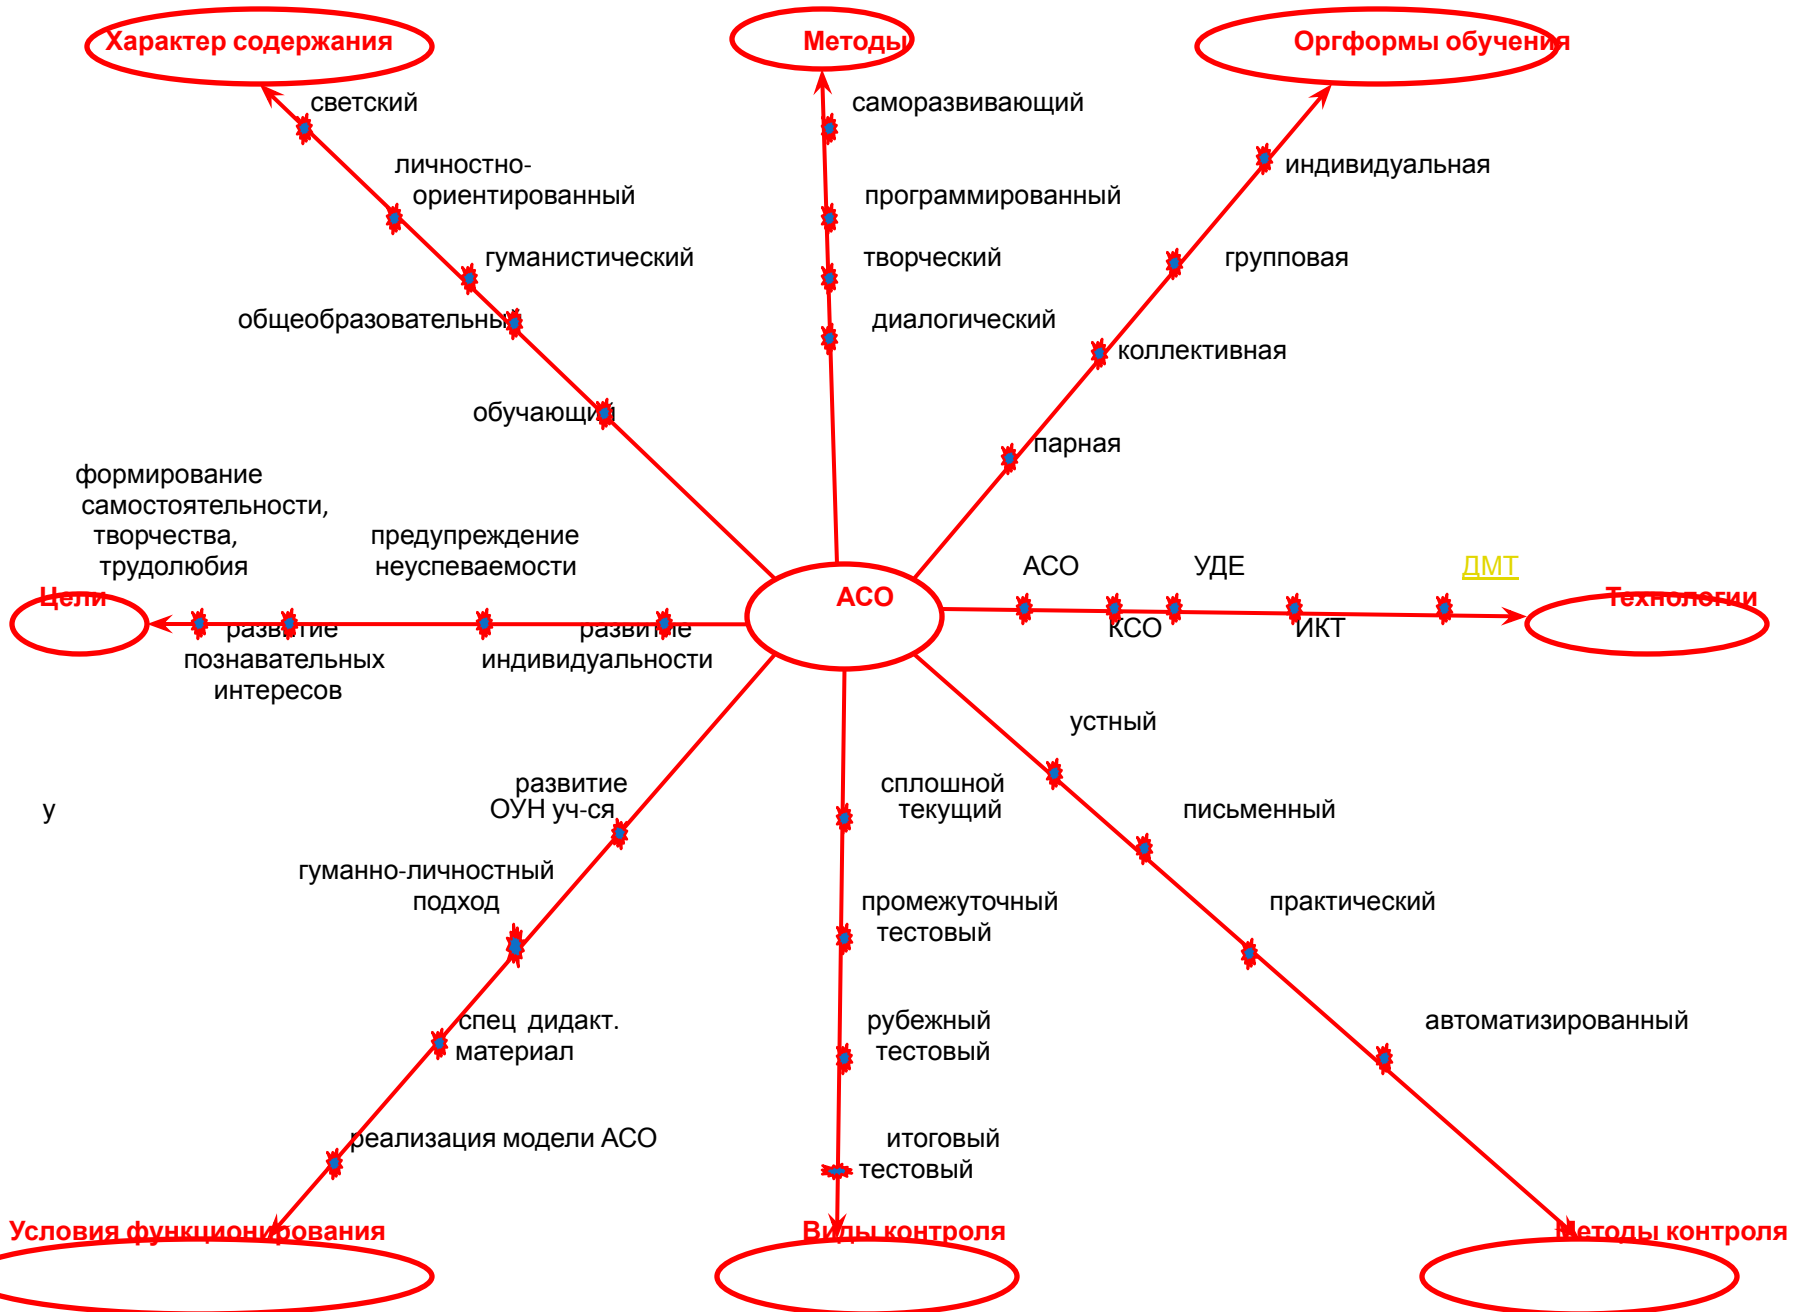 Характер содержания
Методы
Оргформы обучения
светский
саморазвивающий
личностно-
ориентированный
индивидуальная
программированный
гуманистический
творческий
групповая
общеобразовательный
диалогический
коллективная
обучающий
парная
формирование
самостоятельности,
творчества,
трудолюбия
предупреждение
неуспеваемости
АСО
УДЕ
ДМТ
Цели
АСО
Технологии
развитие
познавательных
интересов
развитие
индивидуальности
КСО
ИКТ
устный
развитие
ОУН уч-ся
сплошной
текущий
письменный
у
гуманно-личностный
подход
промежуточный
тестовый
практический
спец дидакт.
материал
рубежный
тестовый
автоматизированный
реализация модели АСО
итоговый
тестовый
Условия функционирования
Виды контроля
Методы контроля